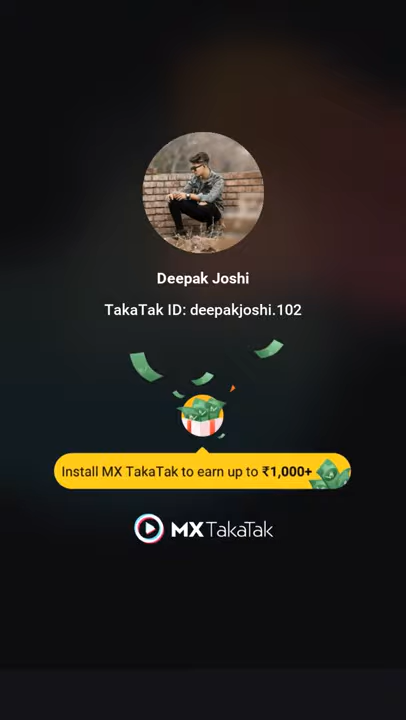 Deepak Joshi
TakaTak ID: deepakjoshi.102
Install MX TakaTak to earn up to ₹1,000+
MX TakaTak